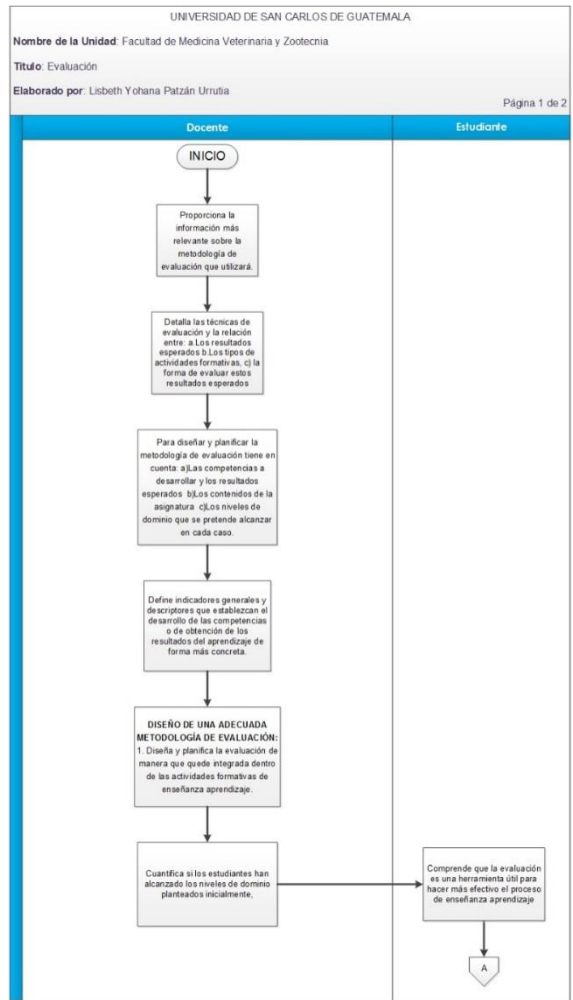 UNIVERSIDAD DE SAN CARLOS DE GUATEMALA
Nombre de la Unidad: Facultad de Medicina Veterinaria y Zootecnia
Título: Evaluación
Elaborado por: Lisbeth Yohana Patzán Urrutia
Página 1 de 2
Docente
Estudiante
INICIO
Proporciona la
información más
relevante sobre la
metodología de
evaluación que utilizará.
Detalla las técnicas de
evaluación y la relación
entre: a.Los resultados
esperados b.Los tipos de
actividades formativas, c) la
forma de evaluar estos
resultados esperados
Para diseñar y planificar la
metodología de evaluación tiene en
cuenta: a)Las competencias a
desarrollar y los resultados
esperados b)Los contenidos de la
asignatura c)Los niveles de
dominio que se pretende alcanzar
en cada caso.
Define indicadores generales y
descriptores que establezcan el
desarrollo de las competencias
o de obtención de los
resultados del aprendizaje de
forma más concreta.
DISEÑO DE UNA ADECUADA
METODOLOGÍA DE EVALUACIÓN:
1. Diseña y planifica la evaluación de
manera que quede integrada dentro
de las actividades formativas de
enseñanza aprendizaje.
Cuantifica si los estudiantes han
alcanzado los niveles de dominio
planteados inicialmente,
Comprende que la evaluación
es una herramienta útil para
hacer más efectivo el proceso
de enseñanza aprendizaje
A